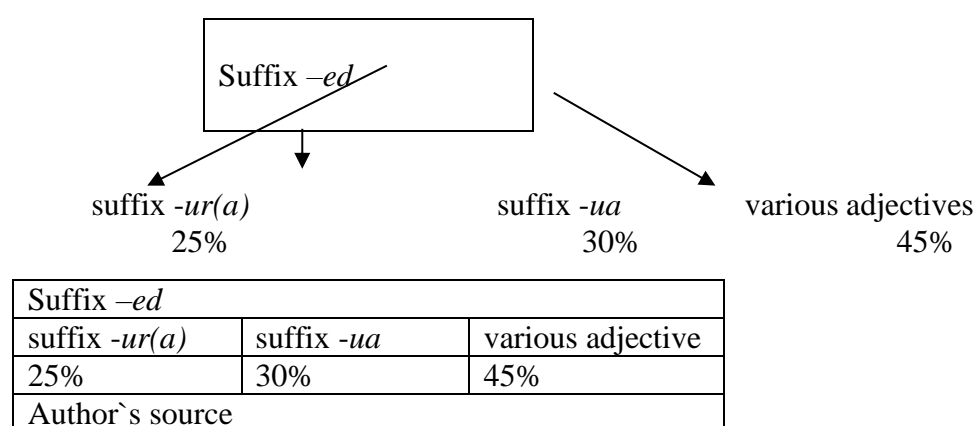 Suffix –ed
suffix -ur(a) suffix -ua various adjectives
25% 30% 45%
Suffix –ed
suffix -ur(a) suffix -ua various adjective
25% 30% 45%
Author`s source